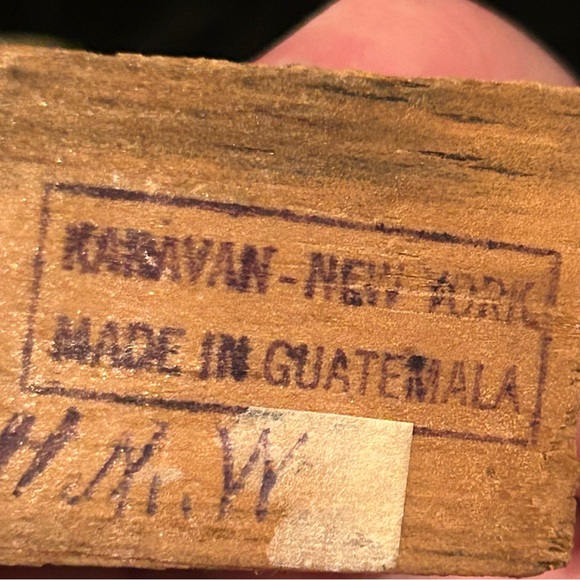 KARAVAN - NEW YORK
MADE IN GUATEMALA
H.M.W